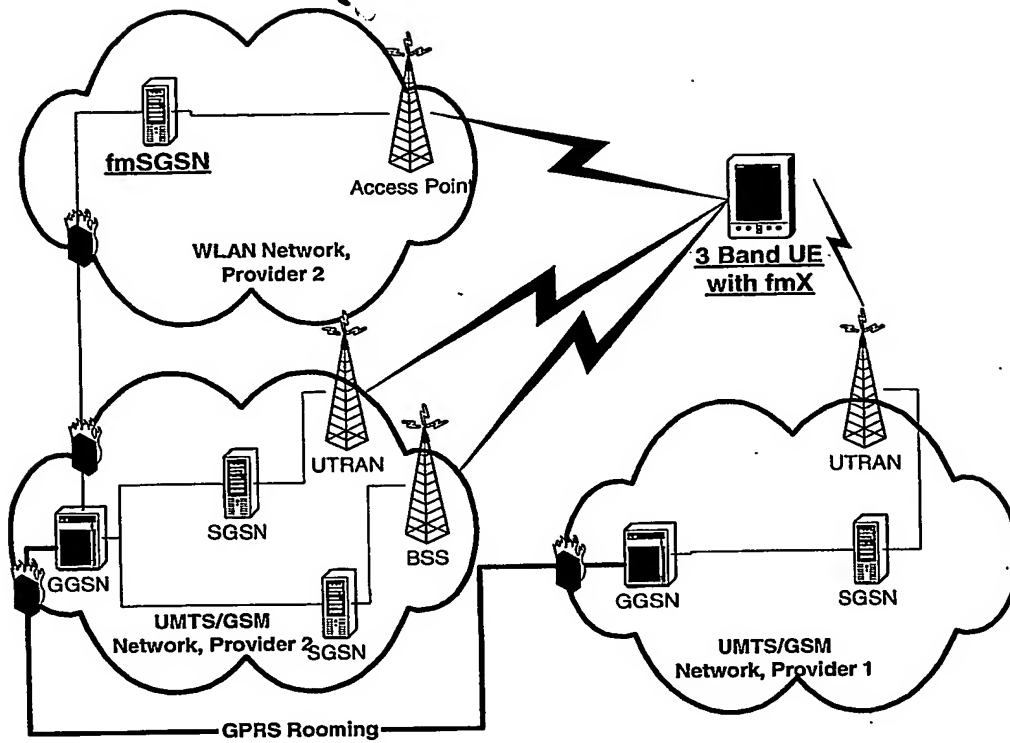 fmSGSN
Access Point
WLAN Network,
Provider 2
3 Band UE
with fmX
UTRAN
SGSN
BSS
GGSN
UMTS/GSM
Network, Provider 2
SGSN
UTRAN
GGSN
SGSN
UMTS/GSM
Network, Provider 1
GPRS Rooming